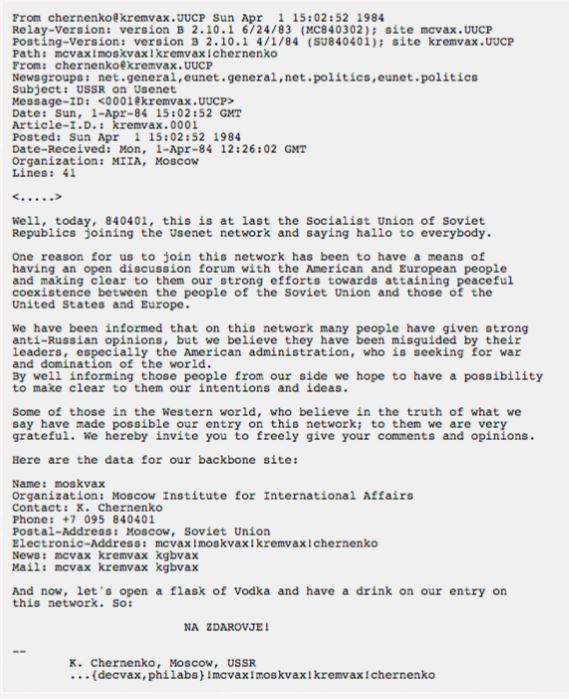 From chernenko@kremvax.UUCP Sun Apr  1 15:02:52 1984
Relay-Version: version B 2.10.1 6/24/83 (MC840302); site mcvax.UUCP
Posting-Version: version B 2.10.1 4/1/84 (SU840401); site kremvax.UUCP
Path: mcvax!moskvax!kremvax!chernenko
From: chernenko@kremvax.UUCP
Newsgroups: net.general,eunet.general,net.politics,eunet.politics
Subject: USSR on Usenet
Message-ID: <0001@kremvax.UUCP>
Date: Sun, 1-Apr-84 15:02:52 GMT
Article-I.D.: kremvax.0001
Posted: Sun Apr  1 15:02:52 1984
Date-Received: Mon, 1-Apr-84 12:26:02 GMT
Organization: MIIA, Moscow
Lines: 41
<.....>
Well, today, 840401, this is at last the Socialist Union of Soviet
Republics joining the Usenet network and saying hallo to everybody.
One reason for us to join this network has been to have a means of
having an open discussion forum with the American and European people
and making clear to them our strong efforts towards attaining peaceful
coexistence between the people of the Soviet Union and those of the
United States and Europe.
We have been informed that on this network many people have given strong
anti-Russian opinions, but we believe they have been misguided by their
leaders, especially the American administration, who is seeking for war
and domination of the world.
By well informing those people from our side we hope to have a possibility
to make clear to them our intentions and ideas.
Some of those in the Western world, who believe in the truth of what we
say have made possible our entry on this network; to them we are very
grateful. We hereby invite you to freely give your comments and opinions.
Here are the data for our backbone site:
Name: moskvax
Organization: Moscow Institute for International Affairs
Contact: K. Chernenko
Phone: +7 095 840401
Postal-Address: Moscow, Soviet Union
Electronic-Address: mcvax!moskvax!kremvax!chernenko
News: mcvax kremvax kgbvax
Mail: mcvax kremvax kgbvax
And now, let's open a flask of Vodka and have a drink on our entry on
this network. So:
NA ZDAROVJE!
--
K. Chernenko, Moscow, USSR
...{decvax,philabs}!mcvax!moskvax!kremvax!chernenko